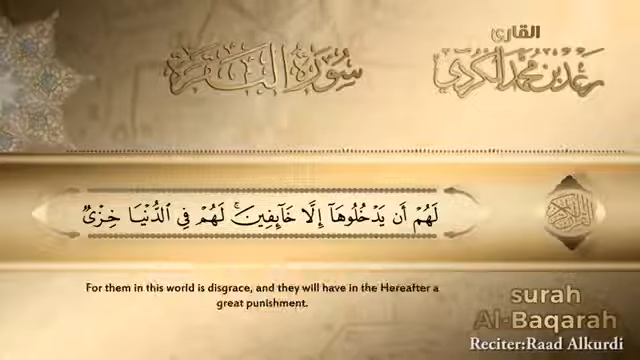 القارئ
رعد بن محمد الكردي
سورة البقرة
لَهُمْ أَن يَدْخُلُوهَآ إِلَّا خَآئِفِينَ ۚ لَهُمْ فِي الدُّنْيَا خِزْيٌ
For them in this world is disgrace, and they will have in the Hereafter a
great punishment.
surah
Al-Baqarah
Reciter:Raad Alkurdi